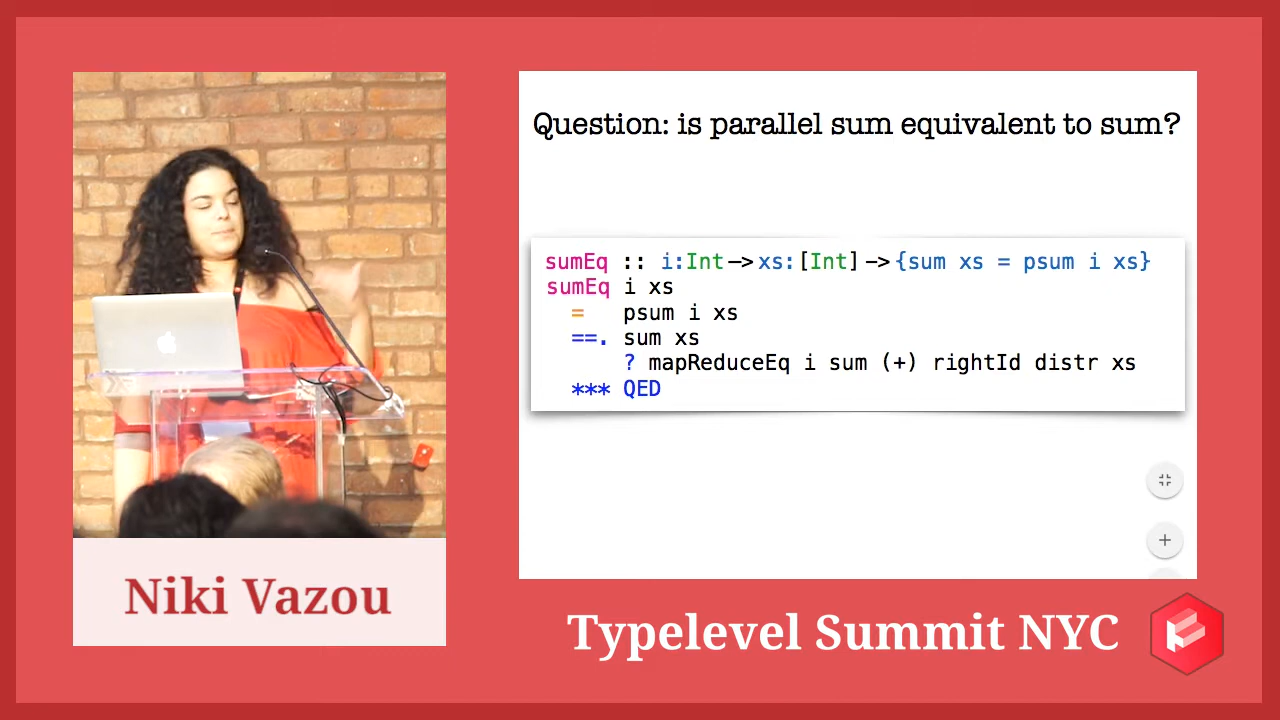 Question: is parallel sum equivalent to sum?
sumEq :: i:Int -> xs:[Int] -> {sum xs = psum i xs}
sumEq i xs
= psum i xs
==. sum xs
? mapReduceEq i sum (+) rightId distr xs
*** QED
Niki Vazou
Typelevel Summit NYC